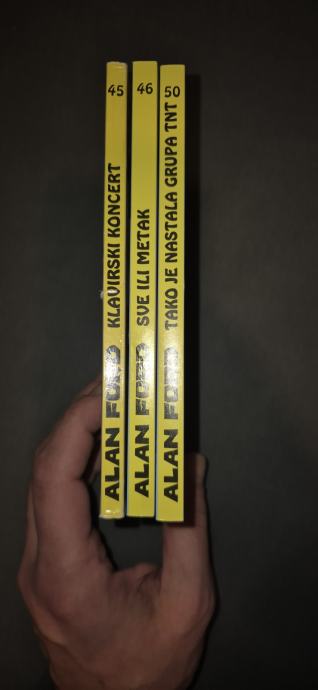 ALAN FORD KLAVIRSKI KONCERT 45
ALAN FORD SVE ILI METAK 46
ALAN FORD TAKO JE NASTALA GRUPA TNT 50